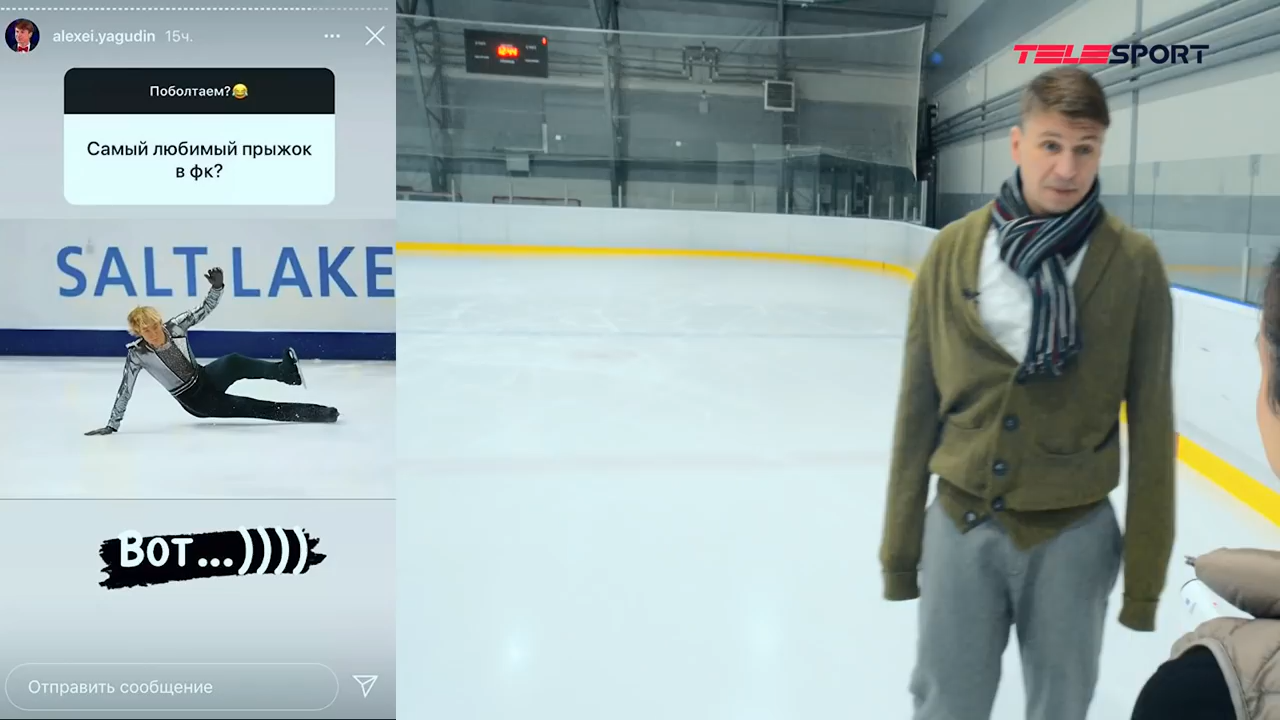 alexei.yagudin 15ч.
Поболтаем?😂
Самый любимый прыжок
в фк?
SALT LAKE
Вот...))))
Отправить сообщение
TELESPORT